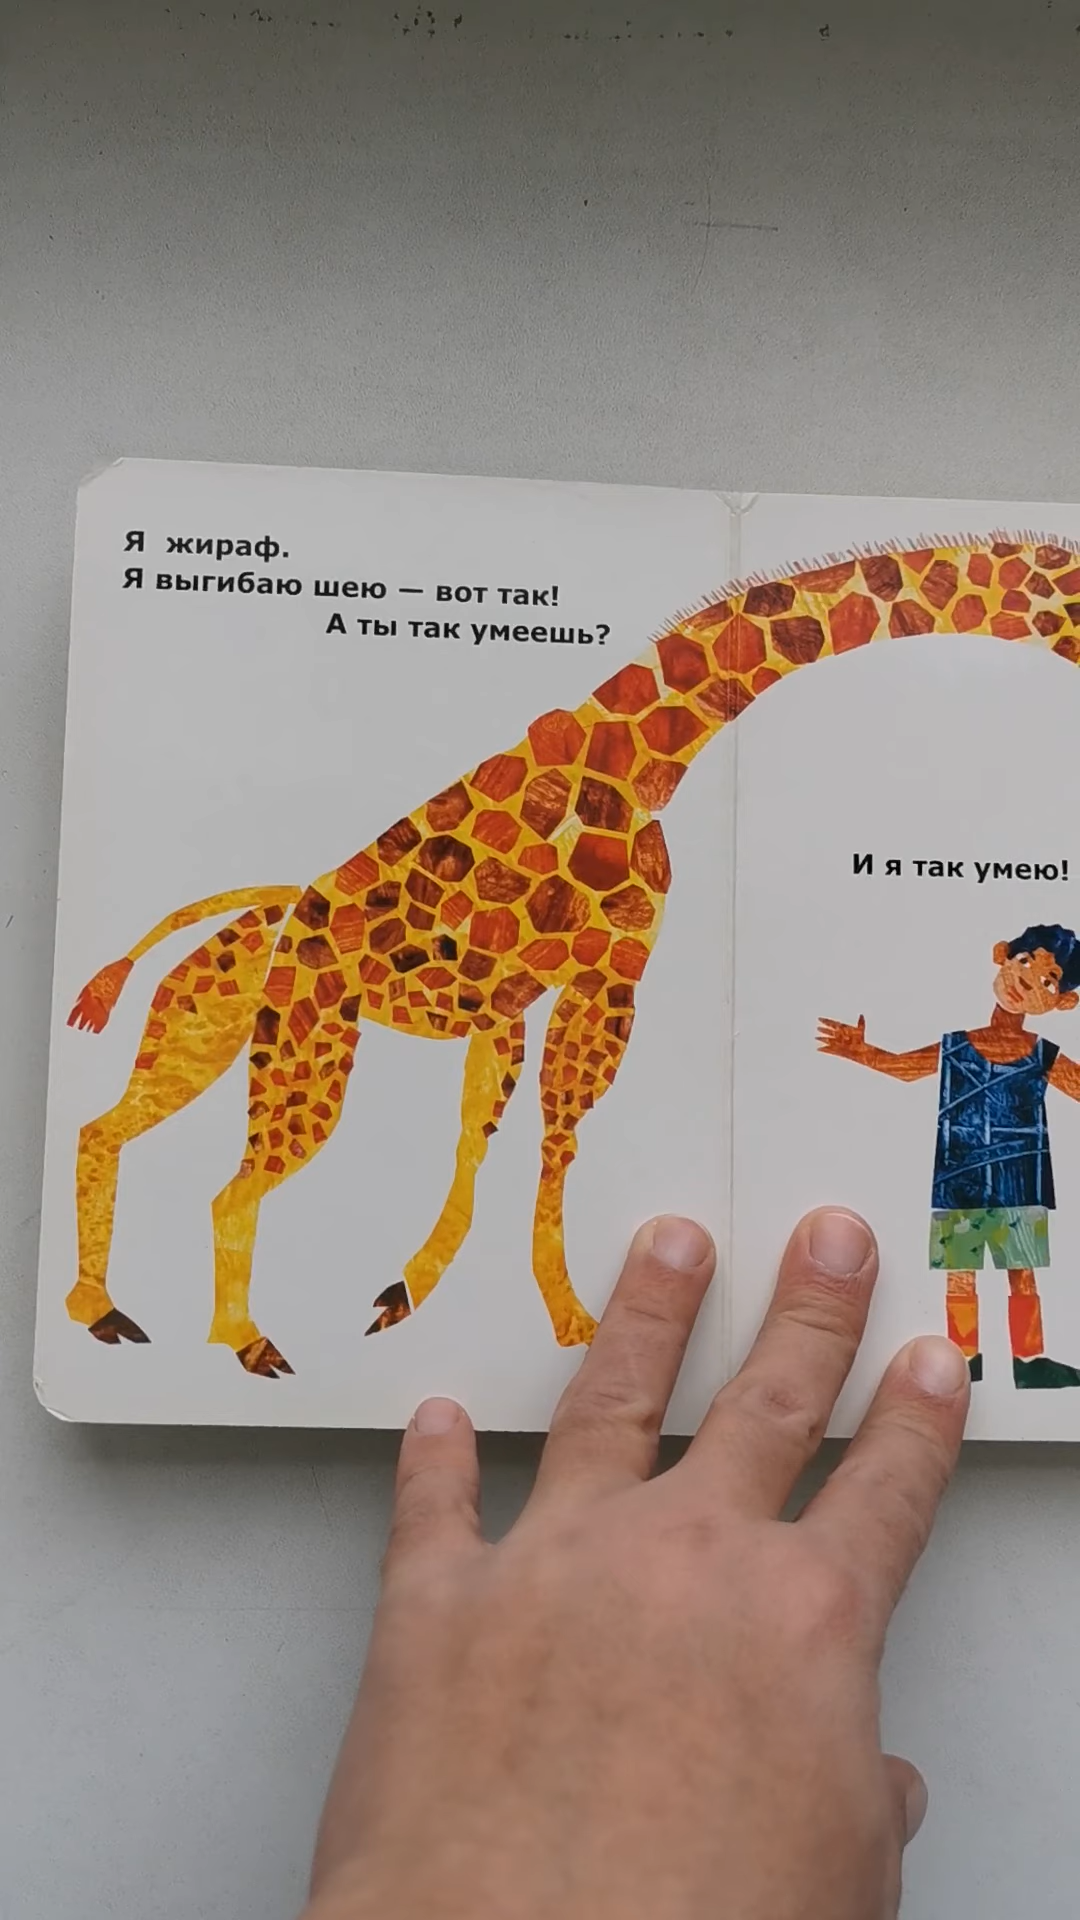 Я жираф.
Я выгибаю шею — вот так!
А ты так умеешь?
И я так умею!